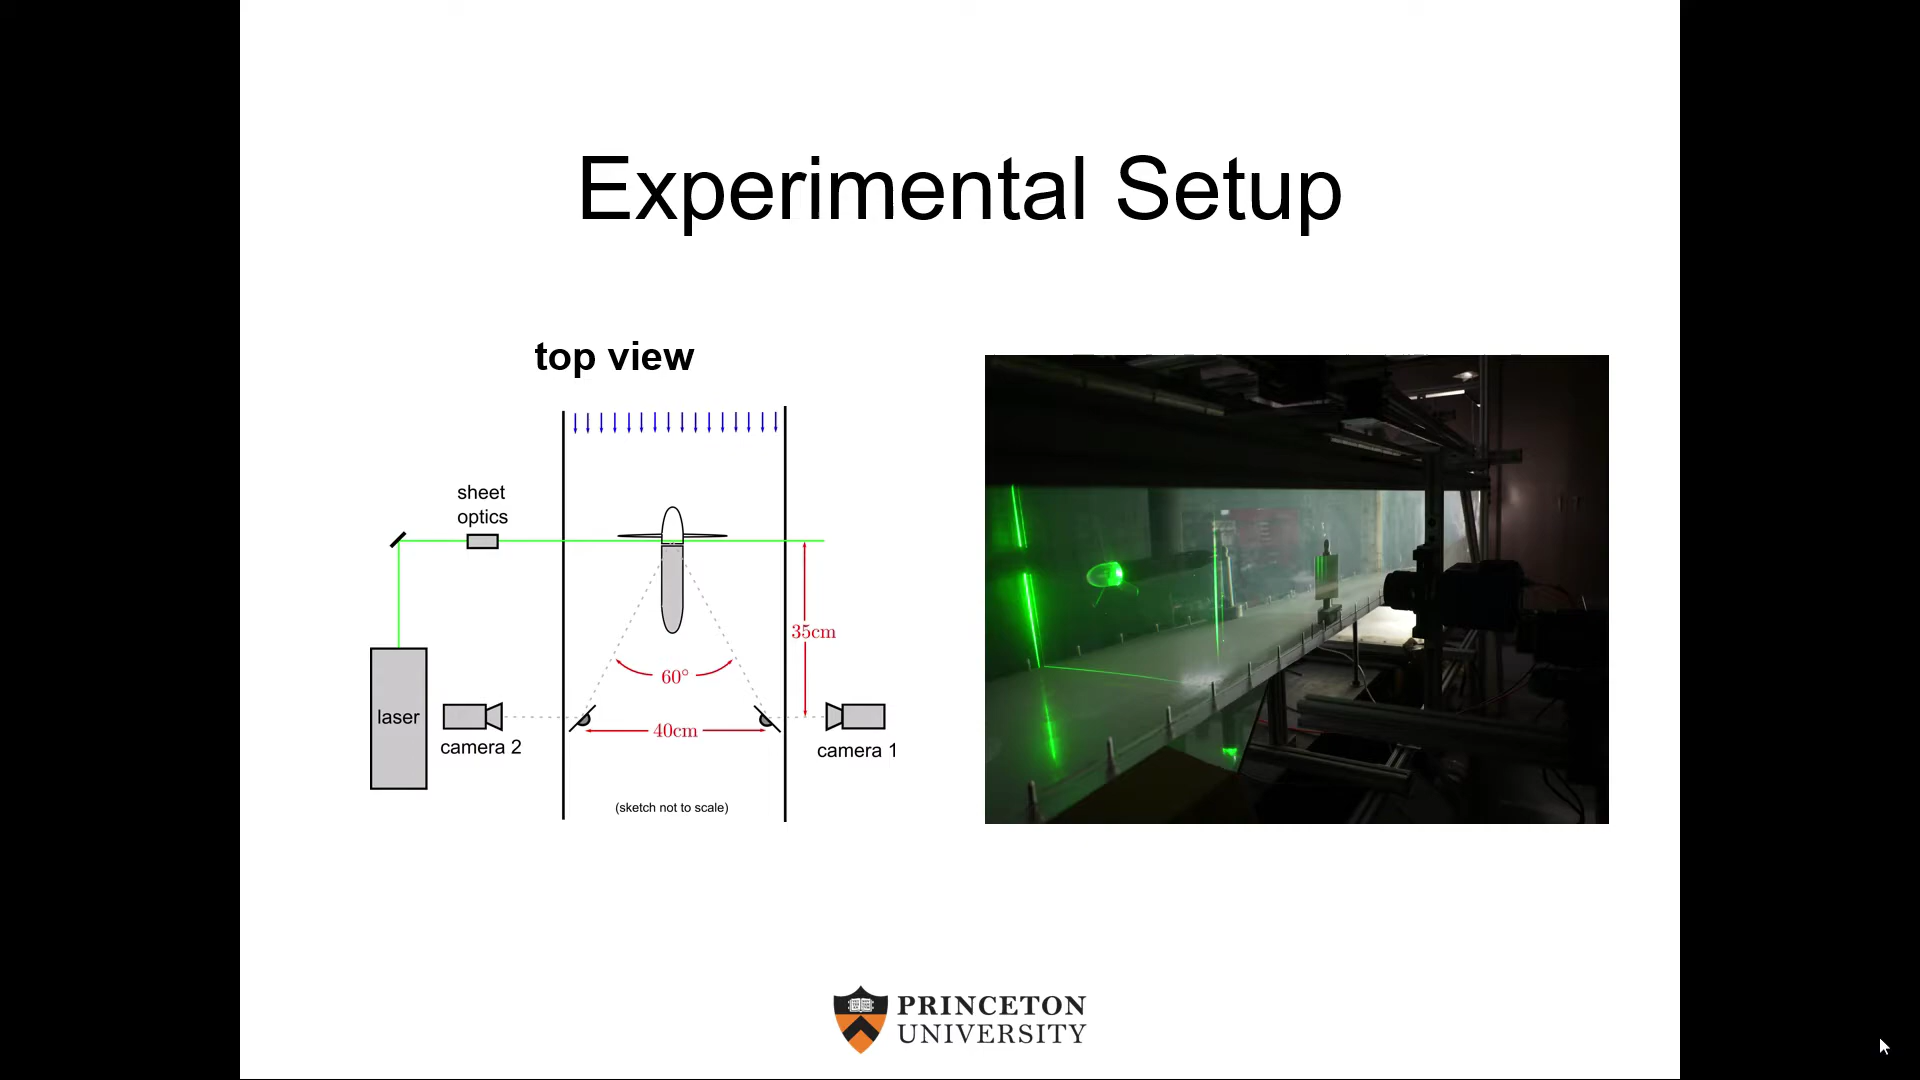 Experimental Setup
top view
sheet
optics
35cm
60°
laser
40cm
camera 2
camera 1
(sketch not to scale)
PRINCETON
UNIVERSITY